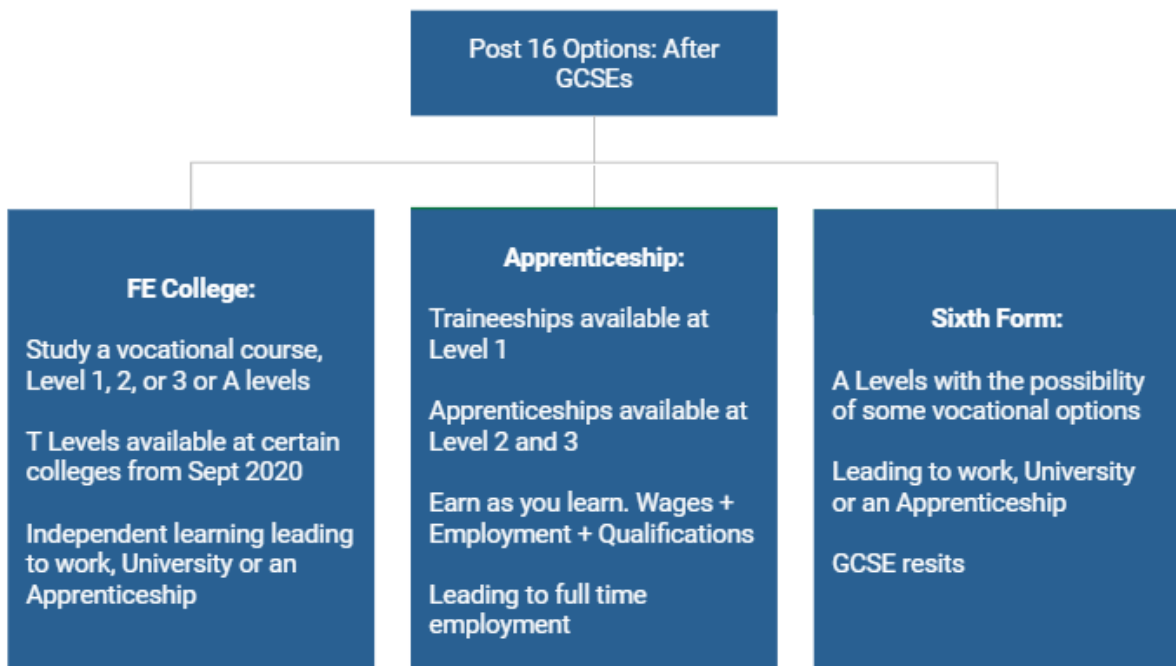 Post 16 Options: After
GCSEs
FE College:
Study a vocational course,
Level 1, 2, or 3 or A levels
T Levels available at certain
colleges from Sept 2020
Independent learning leading
to work, University or an
Apprenticeship
Apprenticeship:
Traineeships available at
Level 1
Apprenticeships available at
Level 2 and 3
Earn as you learn. Wages +
Employment + Qualifications
Leading to full time
employment
Sixth Form:
A Levels with the possibility
of some vocational options
Leading to work, University
or an Apprenticeship
GCSE resits